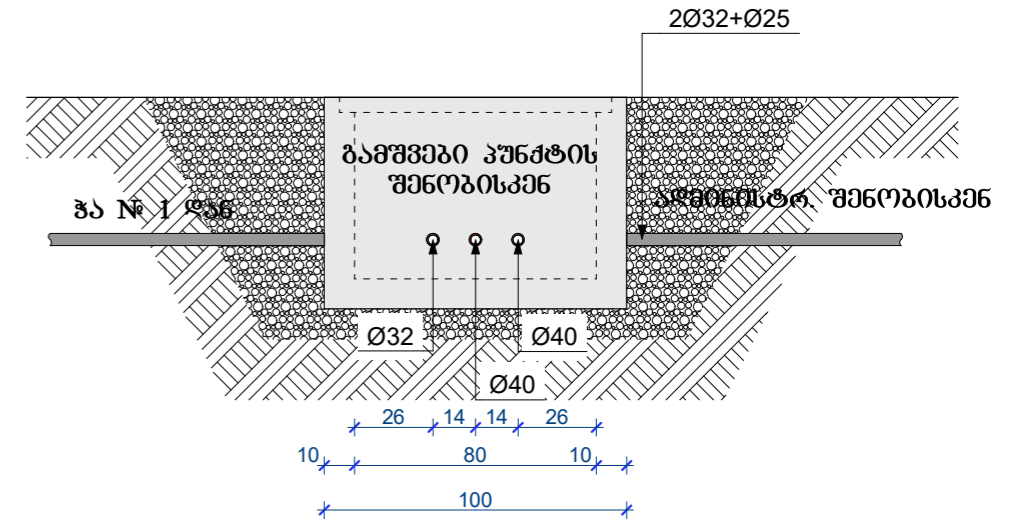 2Ø32+Ø25
გამშვები პუნქტის
შენობისკენ
ჭა № 1 დან
ადმინისტრ. შენობისკენ
Ø32
Ø40
Ø40
26 14 14 26
10 80 10
100